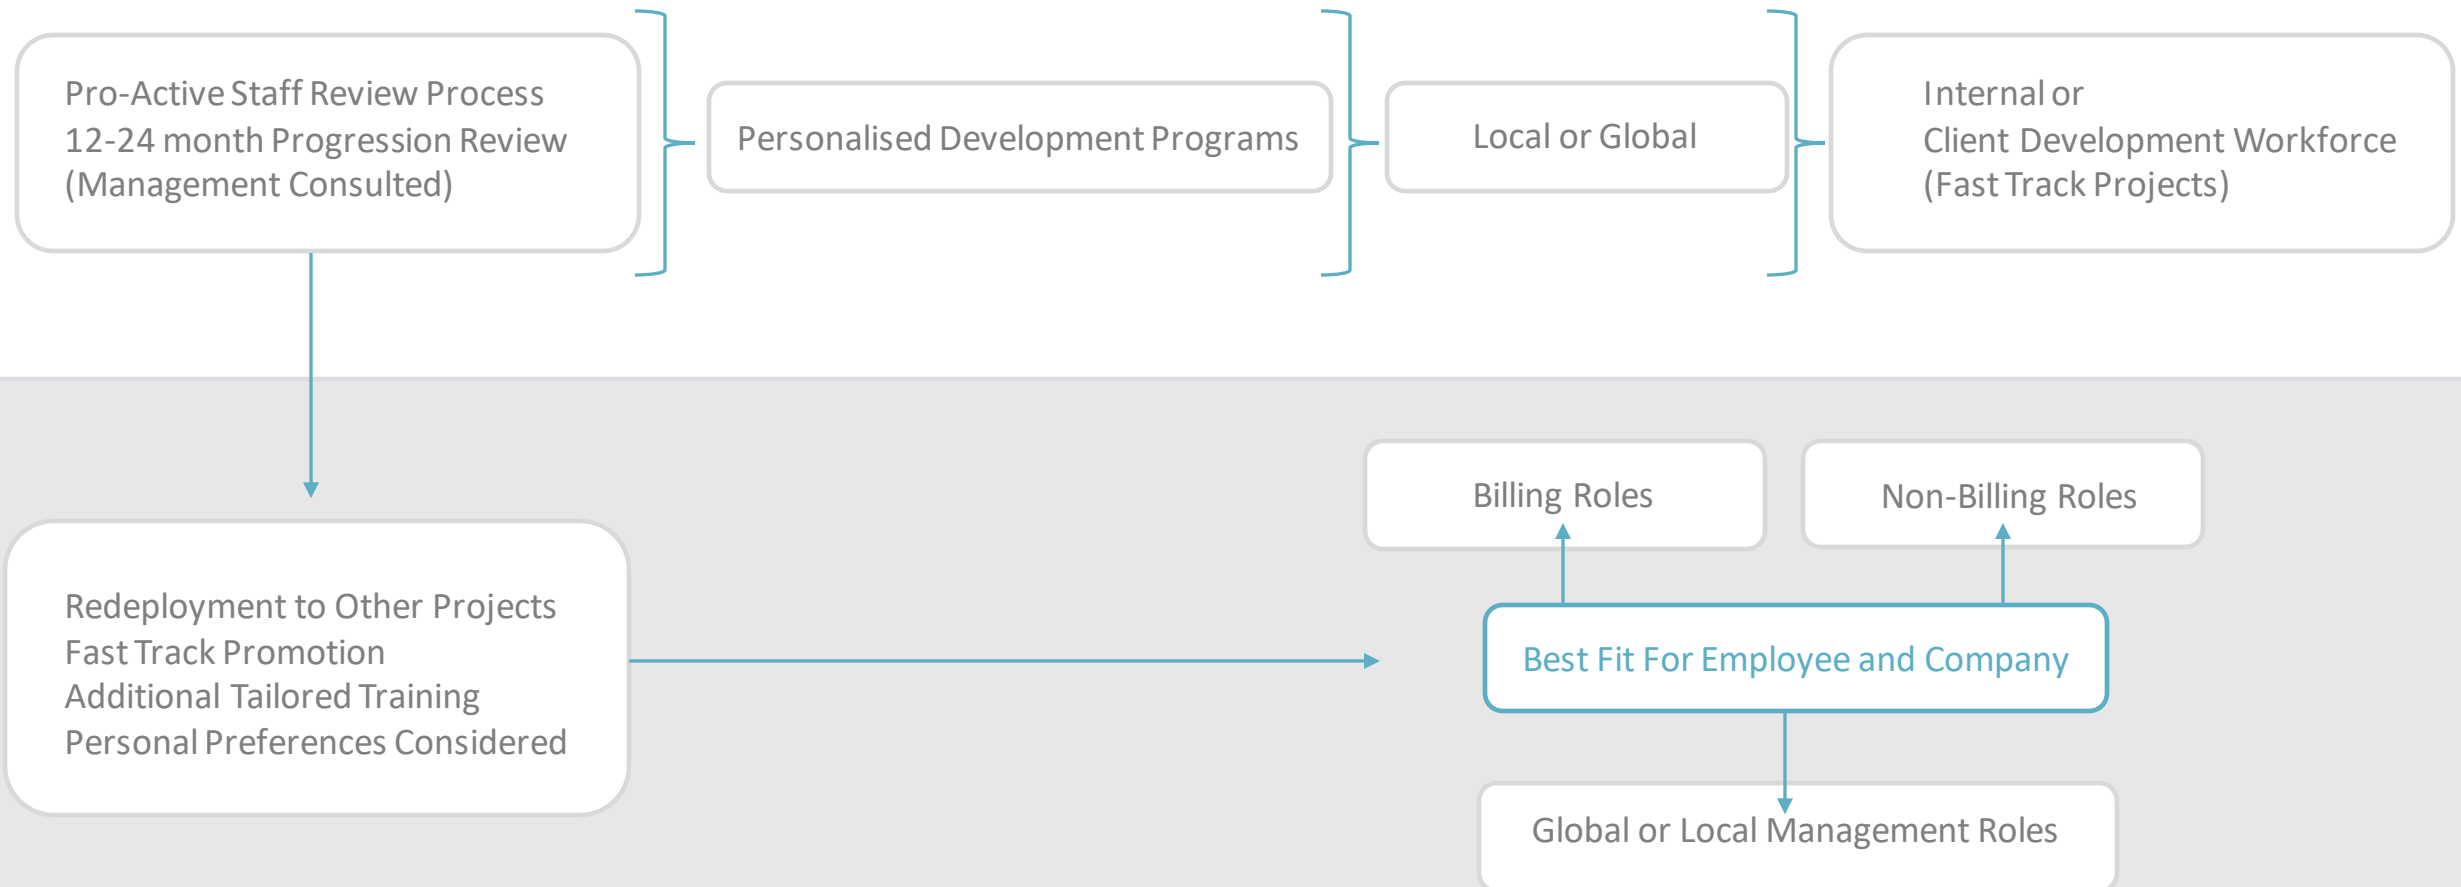 Pro-Active Staff Review Process
12-24 month Progression Review
(Management Consulted)
Personalised Development Programs
Local or Global
Internal or
Client Development Workforce
(Fast Track Projects)
Billing Roles
Non-Billing Roles
Redeployment to Other Projects
Fast Track Promotion
Additional Tailored Training
Personal Preferences Considered
Best Fit For Employee and Company
Global or Local Management Roles